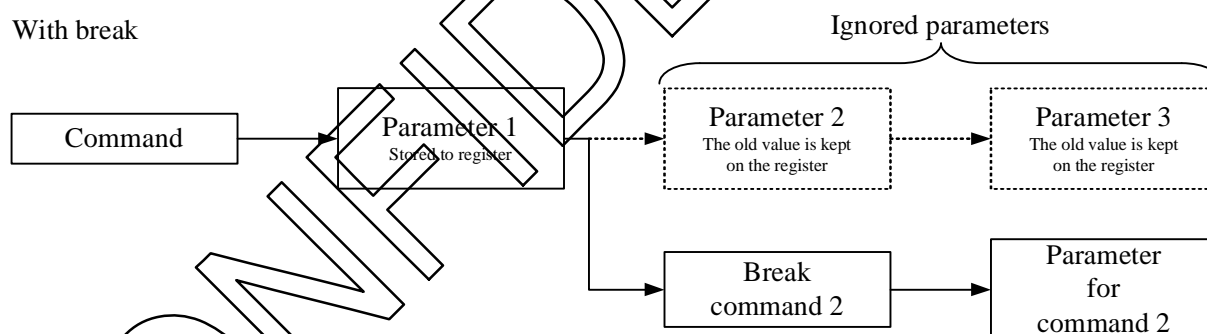 With break
Ignored parameters
Command
Parameter 1
Stored to register
Parameter 2
The old value is kept
on the register
Parameter 3
The old value is kept
on the register
Break
command 2
Parameter
for
command 2